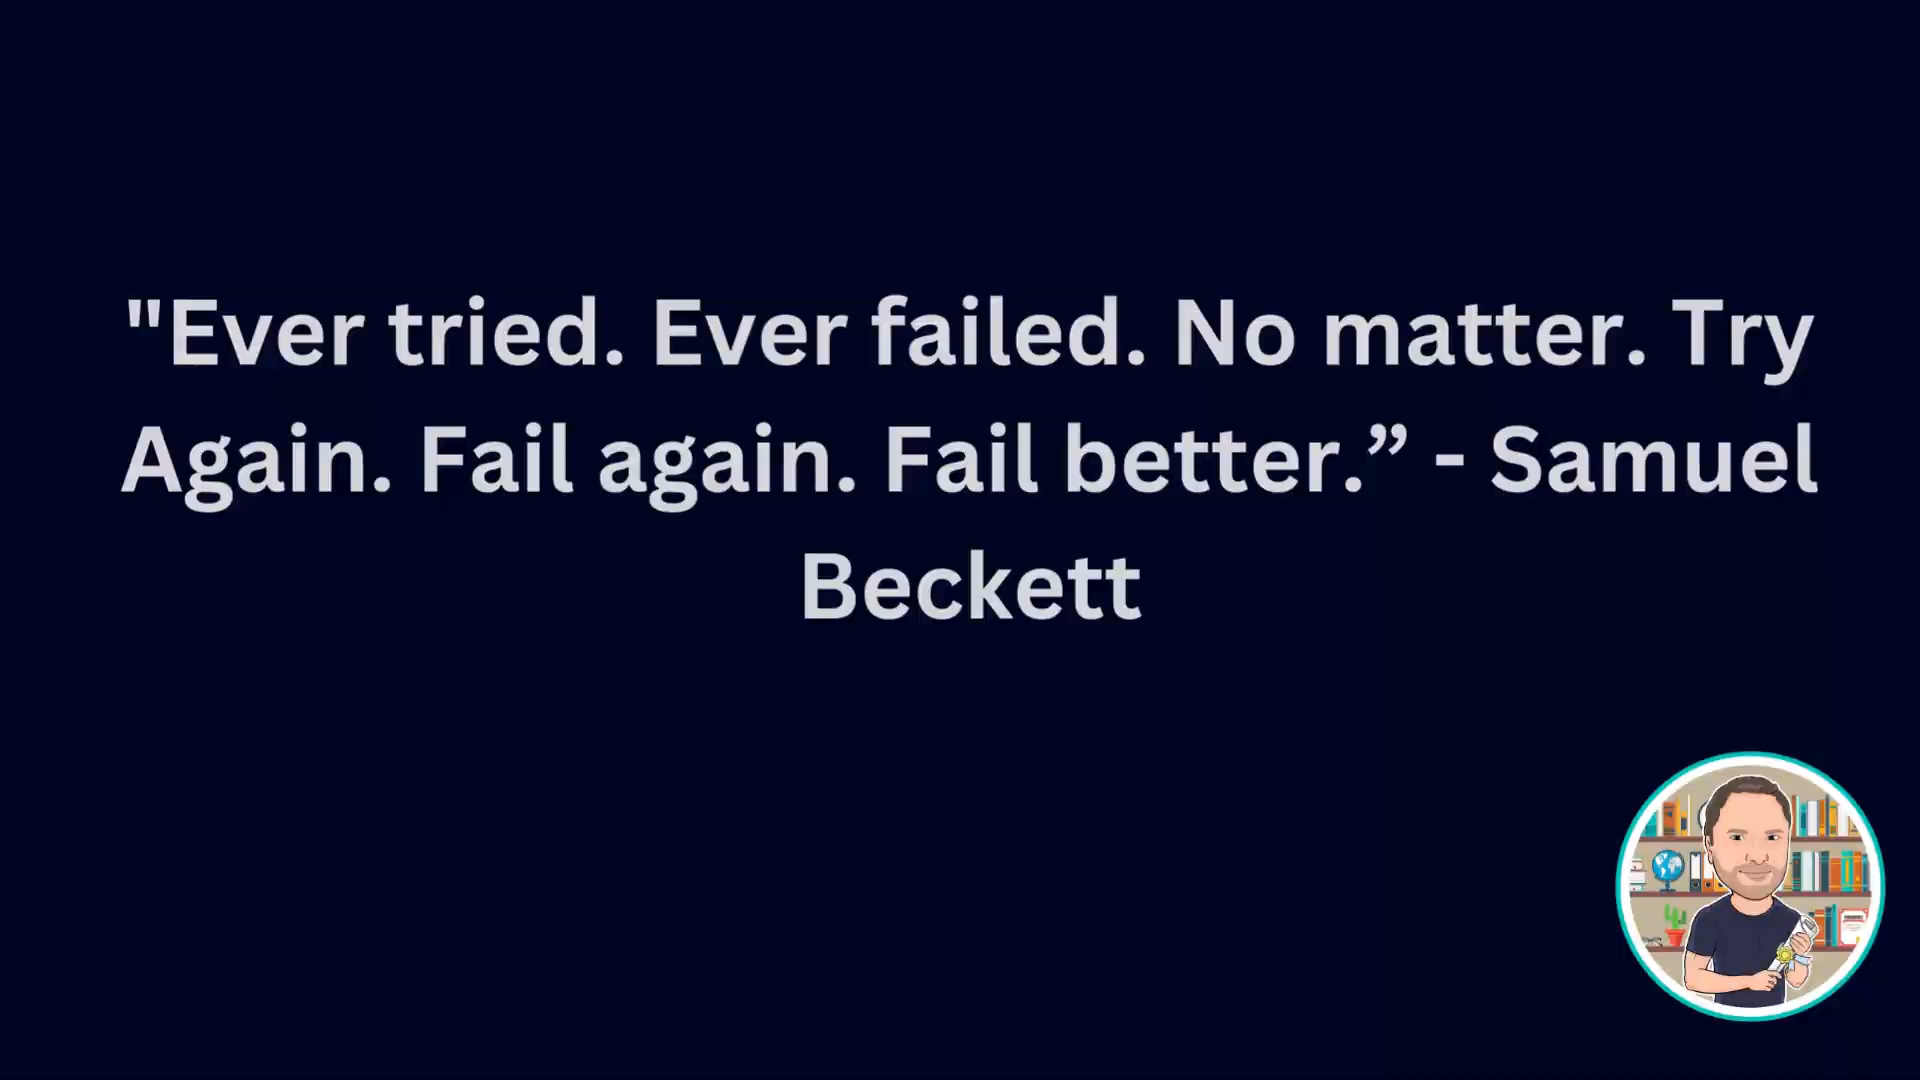 "Ever tried. Ever failed. No matter. Try
Again. Fail again. Fail better.” - Samuel
Beckett